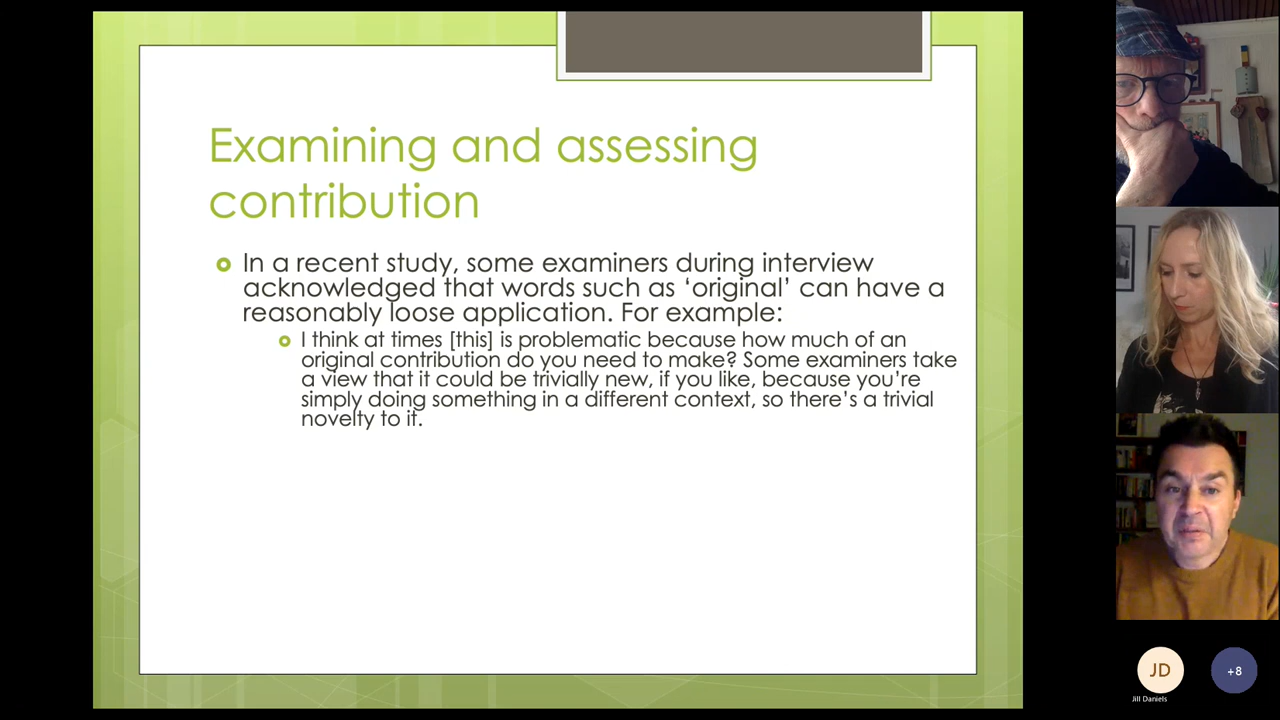 Examining and assessing
contribution
In a recent study, some examiners during interview
acknowledged that words such as ‘original’ can have a
reasonably loose application. For example:
I think at times [this] is problematic because how much of an
original contribution do you need to make? Some examiners take
a view that it could be trivially new, if you like, because you’re
simply doing something in a different context, so there’s a trivial
novelty to it.
JD
+8
Jill Daniels